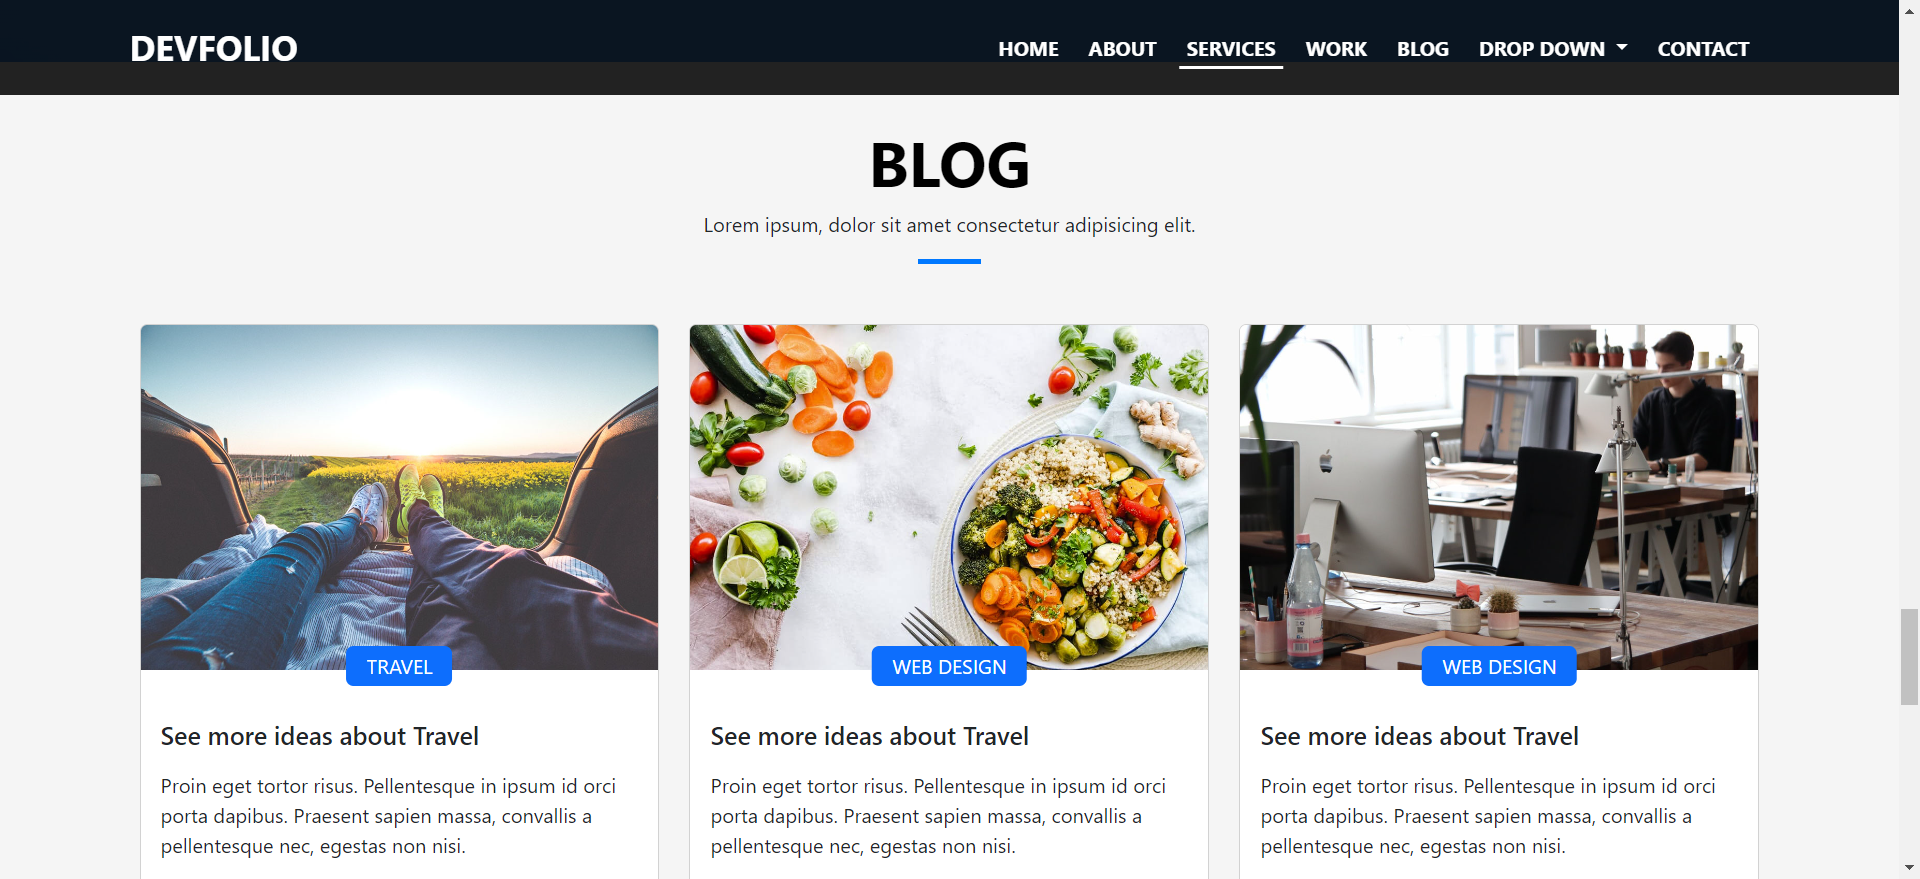 DEVFOLIO
HOME ABOUT SERVICES WORK BLOG DROP DOWN CONTACT
BLOG
Lorem ipsum, dolor sit amet consectetur adipisicing elit.
TRAVEL
See more ideas about Travel
Proin eget tortor risus. Pellentesque in ipsum id orci
porta dapibus. Praesent sapien massa, convallis a
pellentesque nec, egestas non nisi.
WEB DESIGN
See more ideas about Travel
Proin eget tortor risus. Pellentesque in ipsum id orci
porta dapibus. Praesent sapien massa, convallis a
pellentesque nec, egestas non nisi.
WEB DESIGN
See more ideas about Travel
Proin eget tortor risus. Pellentesque in ipsum id orci
porta dapibus. Praesent sapien massa, convallis a
pellentesque nec, egestas non nisi.